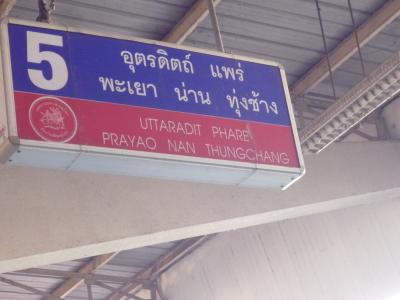 5
อุตรดิตถ์ แพร่
พะเยา น่าน ทุ่งช้าง
UTTARADIT PHARE
PRAYAO NAN THUNGCHANG